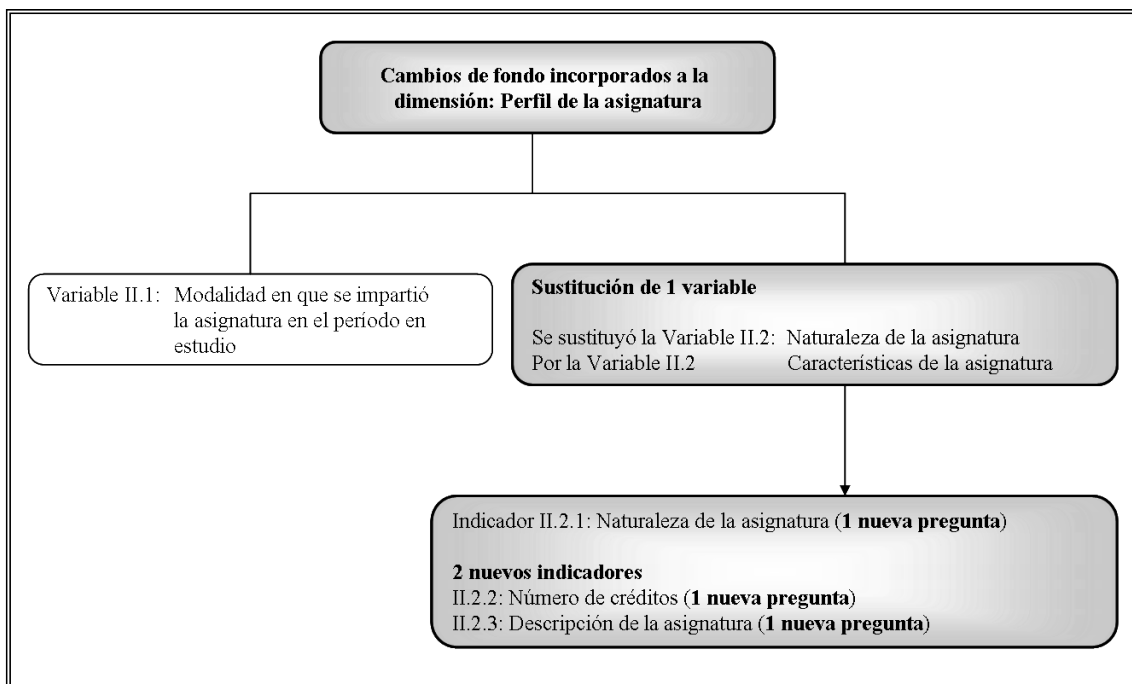 Cambios de fondo incorporados a la
dimensión: Perfil de la asignatura
Variable II.1: Modalidad en que se impartió
la asignatura en el período en
estudio
Sustitución de 1 variable
Se sustituyó la Variable II.2: Naturaleza de la asignatura
Por la Variable II.2 Características de la asignatura
Indicador II.2.1: Naturaleza de la asignatura (1 nueva pregunta)
2 nuevos indicadores
II.2.2: Número de créditos (1 nueva pregunta)
II.2.3: Descripción de la asignatura (1 nueva pregunta)